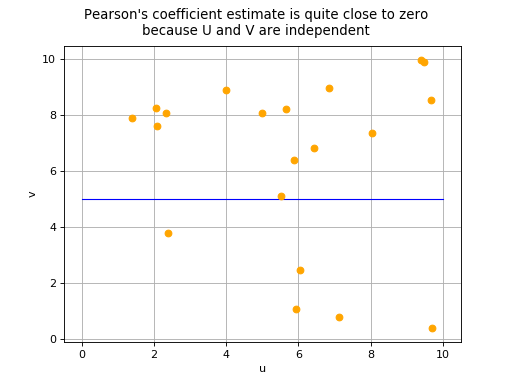 Pearson's coefficient estimate is quite close to zero
because U and V are independent
10
8
6
4
2
0
v
0 2 4 6 8 10
u